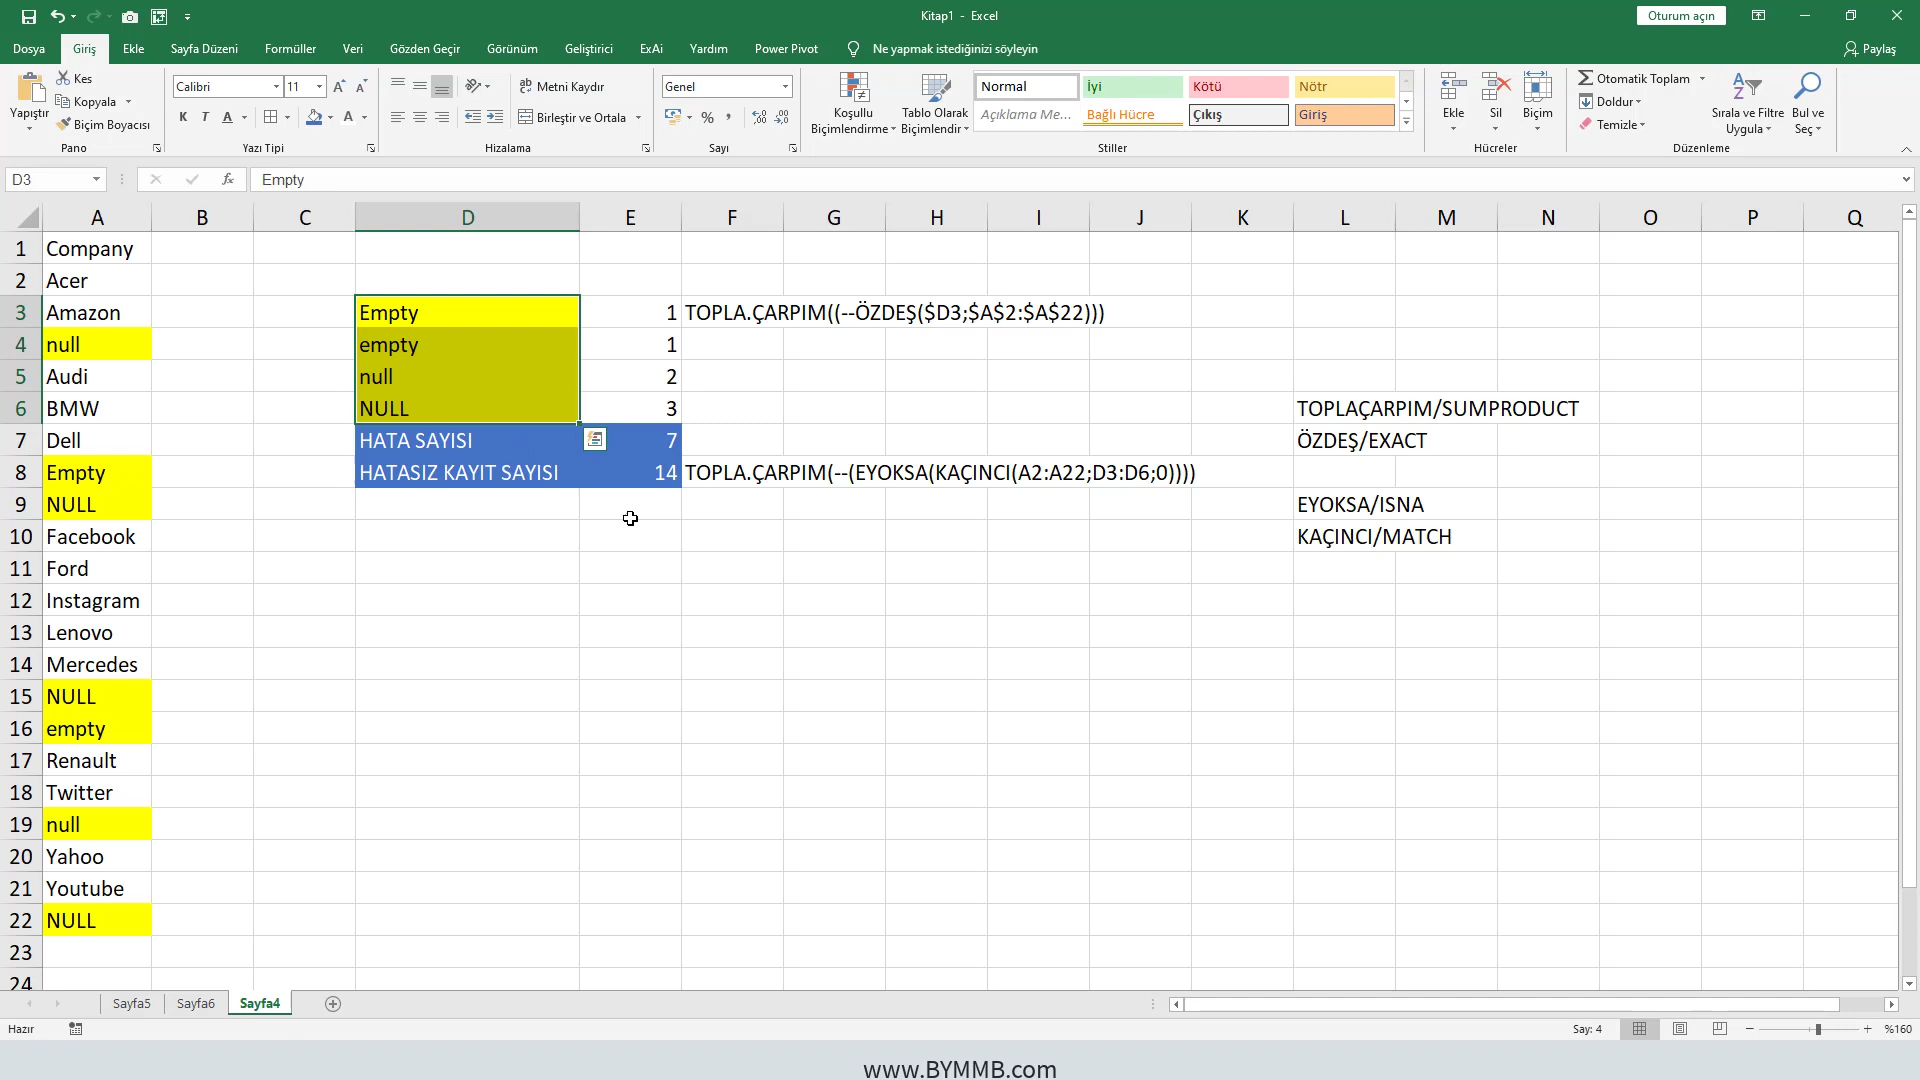 Kitap1 - Excel
Oturum açın
Dosya Giriş Ekle Sayfa Düzeni Formüller Veri Gözden Geçir Görünüm Geliştirici ExAi Yardım Power Pivot Ne yapmak istediğinizi söyleyin Paylaş
Yapıştır
Kes
Kopyala
Biçim Boyacısı
Pano
Calibri 11
K T A
Yazı Tipi
Metni Kaydır
Birleştir ve Ortala
Hizalama
Genel
Sayı
Koşullu Biçimlendirme
Tablo Olarak Biçimlendir
Normal İyi Kötü Nötr
Açıklama Me... Bağlı Hücre Çıkış Giriş
Stiller
Ekle Sil Biçim
Hücreler
Otomatik Toplam
Doldur
Temizle
Sırala ve Filtre Uygula
Bul ve Seç
Düzenleme
D3 fx Empty
A B C D E F G H I J K L M N O P Q
1 Company
2 Acer
3 Amazon Empty 1 TOPLA.ÇARPIM((--ÖZDEŞ($D3;$A$2:$A$22)))
4 null empty 1
5 Audi null 2
6 BMW NULL 3 TOPLAÇARPIM/SUMPRODUCT
7 Dell HATA SAYISI 7 ÖZDEŞ/EXACT
8 Empty HATASIZ KAYIT SAYISI 14 TOPLA.ÇARPIM(--(EYOKSA(KAÇINCI(A2:A22;D3:D6;0))))
9 NULL EYOKSA/ISNA
10 Facebook KAÇINCI/MATCH
11 Ford
12 Instagram
13 Lenovo
14 Mercedes
15 NULL
16 empty
17 Renault
18 Twitter
19 null
20 Yahoo
21 Youtube
22 NULL
23
24
Sayfa5 Sayfa6 Sayfa4
Hazır Say: 4 %160
www.BYMMB.com